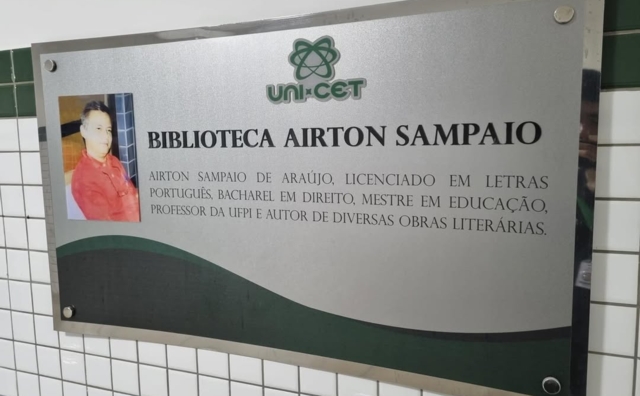 UNI-CET
BIBLIOTECA AIRTON SAMPAIO
AIRTON SAMPAIO DE ARAÚJO, LICENCIADO EM LETRAS
PORTUGUÊS, BACHAREL EM DIREITO, MESTRE EM EDUCAÇÃO,
PROFESSOR DA UFPI E AUTOR DE DIVERSAS OBRAS LITERÁRIAS.